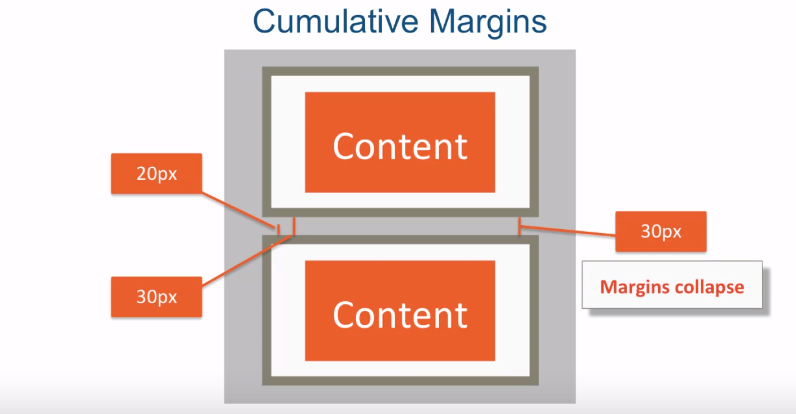 Cumulative Margins
Content
20px
30px
30px
Margins collapse
Content